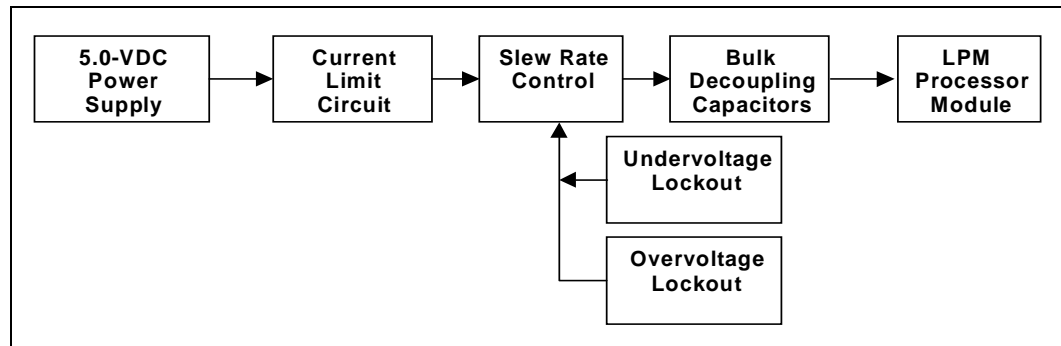 5.0-VDC
Power
Supply
Current
Limit
Circuit
Slew Rate
Control
Bulk
Decoupling
Capacitors
LPM
Processor
Module
Undervoltage
Lockout
Overvoltage
Lockout